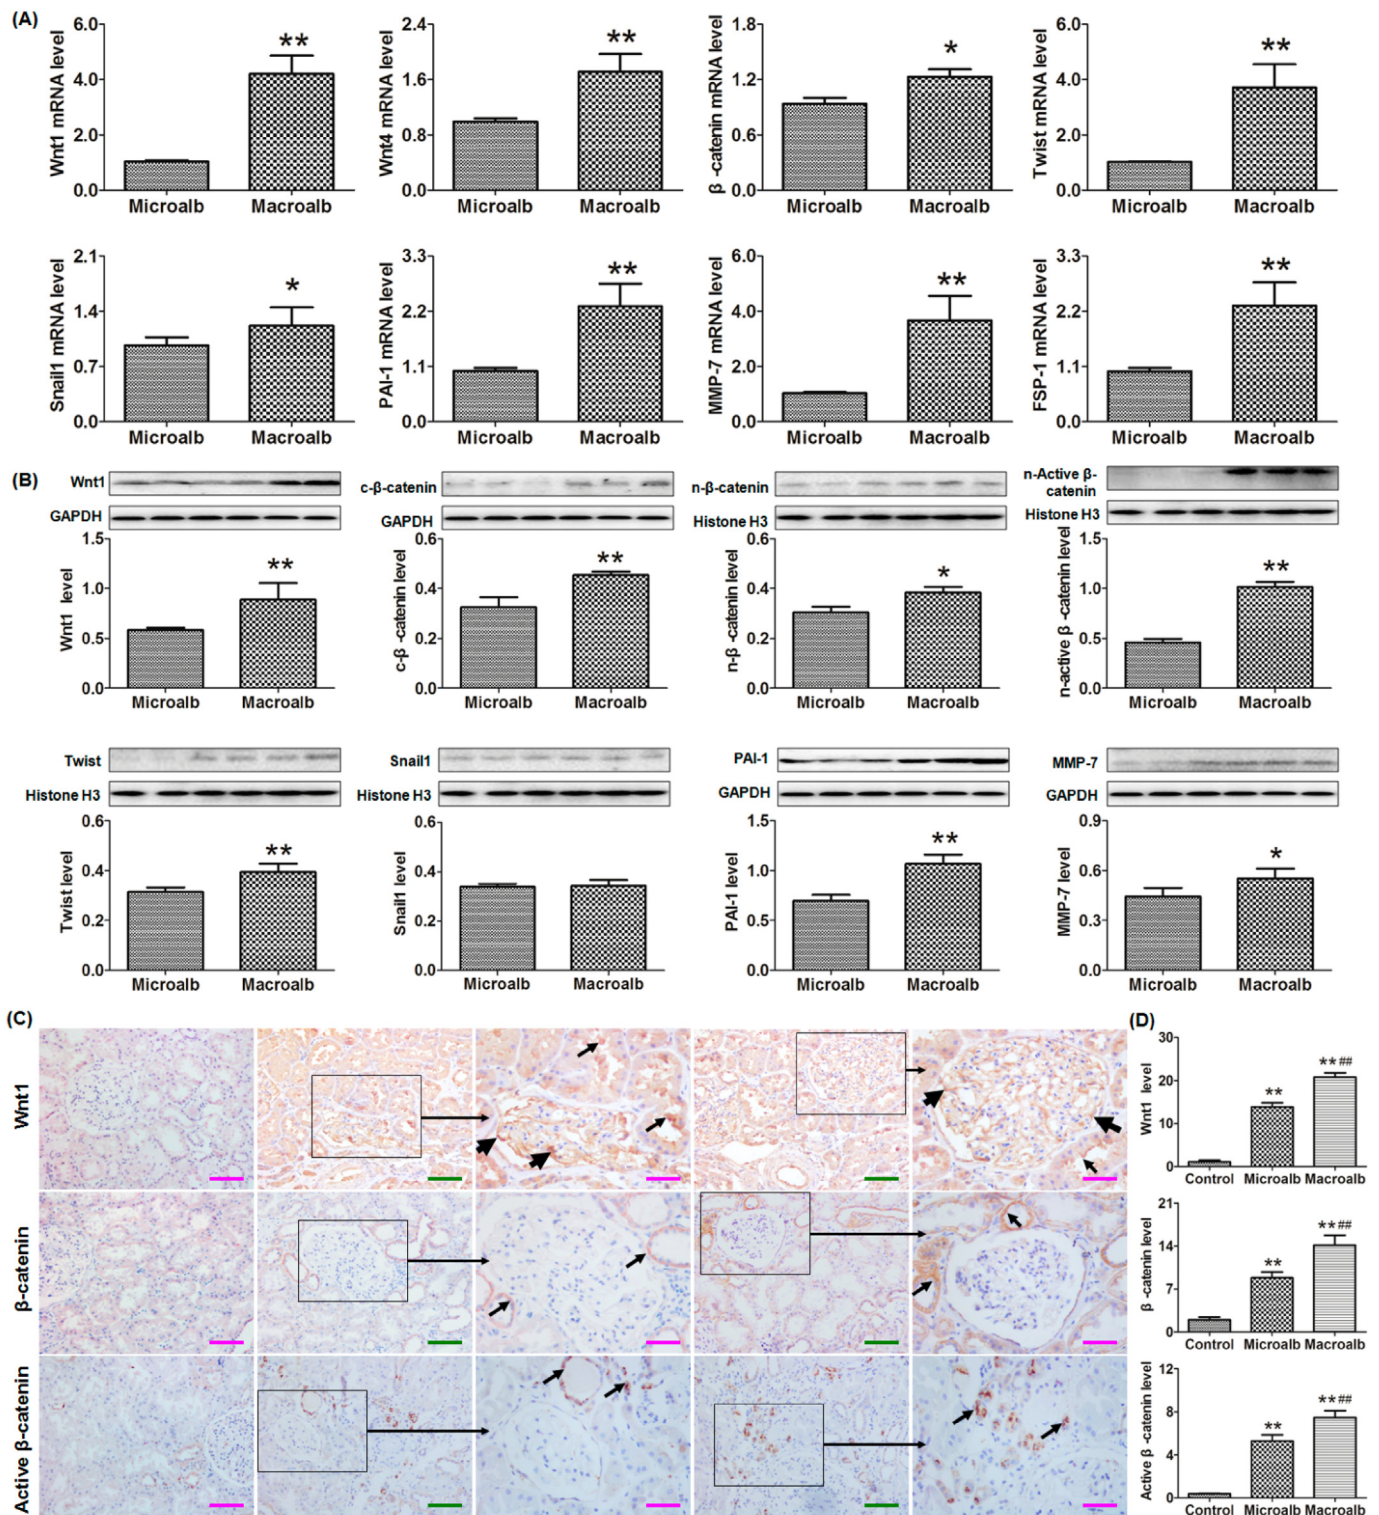 (A)
Wnt1 mRNA level
6.0
4.0
2.0
0.0
**
Microalb Macroalb
Wnt4 mRNA level
2.4
1.6
0.8
0.0
**
Microalb Macroalb
β -catenin mRNA level
1.8
1.2
0.6
0.0
*
Microalb Macroalb
Twist mRNA level
6.0
4.0
2.0
0.0
**
Microalb Macroalb
Snail1 mRNA level
2.1
1.4
0.7
0.0
*
Microalb Macroalb
PAI-1 mRNA level
3.3
2.2
1.1
0.0
**
Microalb Macroalb
MMP-7 mRNA level
6.0
4.0
2.0
0.0
**
Microalb Macroalb
FSP-1 mRNA level
3.3
2.2
1.1
0.0
**
Microalb Macroalb
(B)
Wnt1
GAPDH
Wnt1 level
1.5
1.0
0.5
0.0
**
Microalb Macroalb
c-β-catenin
GAPDH
c-β -catenin level
0.6
0.4
0.2
0.0
**
Microalb Macroalb
n-β-catenin
Histone H3
n-β -catenin level
0.6
0.4
0.2
0.0
*
Microalb Macroalb
n-Active β-
catenin
Histone H3
n-active β -catenin level
1.5
1.0
0.5
0.0
**
Microalb Macroalb
Twist
Histone H3
Twist level
0.6
0.4
0.2
0.0
**
Microalb Macroalb
Snail1
Histone H3
Snail1 level
0.6
0.4
0.2
0.0
Microalb Macroalb
PAI-1
GAPDH
PAI-1 level
1.5
1.0
0.5
0.0
**
Microalb Macroalb
MMP-7
GAPDH
MMP-7 level
0.9
0.6
0.3
0.0
*
Microalb Macroalb
(C)
Wnt1
β-catenin
Active β-catenin
(D)
Wnt1 level
30
20
10
0
**
**##
Control Microalb Macroalb
β -catenin level
21
14
7
0
**
**##
Control Microalb Macroalb
Active β -catenin level
12
8
4
0
**
**##
Control Microalb Macroalb